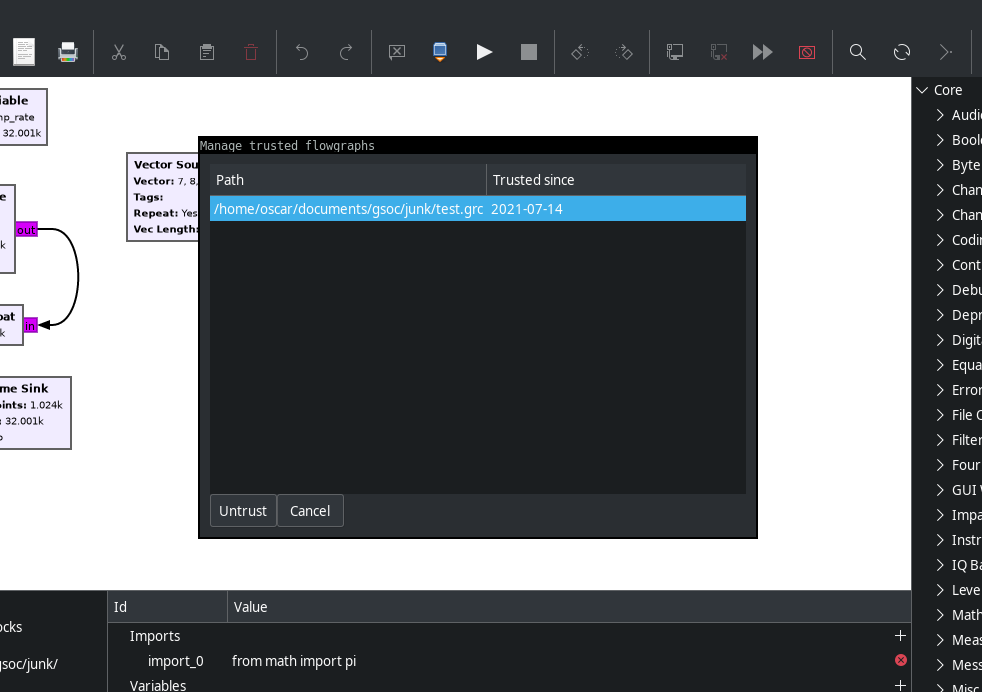 Core
Audi
Bool
Byte
Chan
Chan
Codi
Cont
Debu
Depr
Digita
Equa
Error
File O
Filter
Four
GUI
Impa
Instr
IQ Ba
Leve
Math
Meas
Mess
Misc
iable
mp_rate
32.001k
e
k
out
oat
k
in
me Sink
oints: 1.024k
: 32.001k
Vector Sou
Vector: 7, 8,
Tags:
Repeat: Yes
Vec Length:
Manage trusted flowgraphs
Path Trusted since
/home/oscar/documents/gsoc/junk/test.grc 2021-07-14
Untrust Cancel
ocks
gsoc/junk/
Id Value
Imports
import_0 from math import pi
Variables